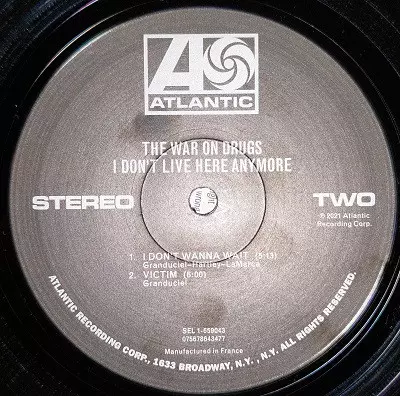 ATLANTIC
THE WAR ON DRUGS
I DON'T LIVE HERE ANYMORE
STEREO
TWO
℗ 2021 Atlantic
Recording Corp.
1. I DON'T WANNA WAIT (5:13)
Granduciel-Hartley-LaMarca
2. VICTIM (6:00)
Granduciel
SEL 1-659043
075678643477
Manufactured in France
ATLANTIC RECORDING CORP., 1633 BROADWAY, N.Y., N.Y. ALL RIGHTS RESERVED.